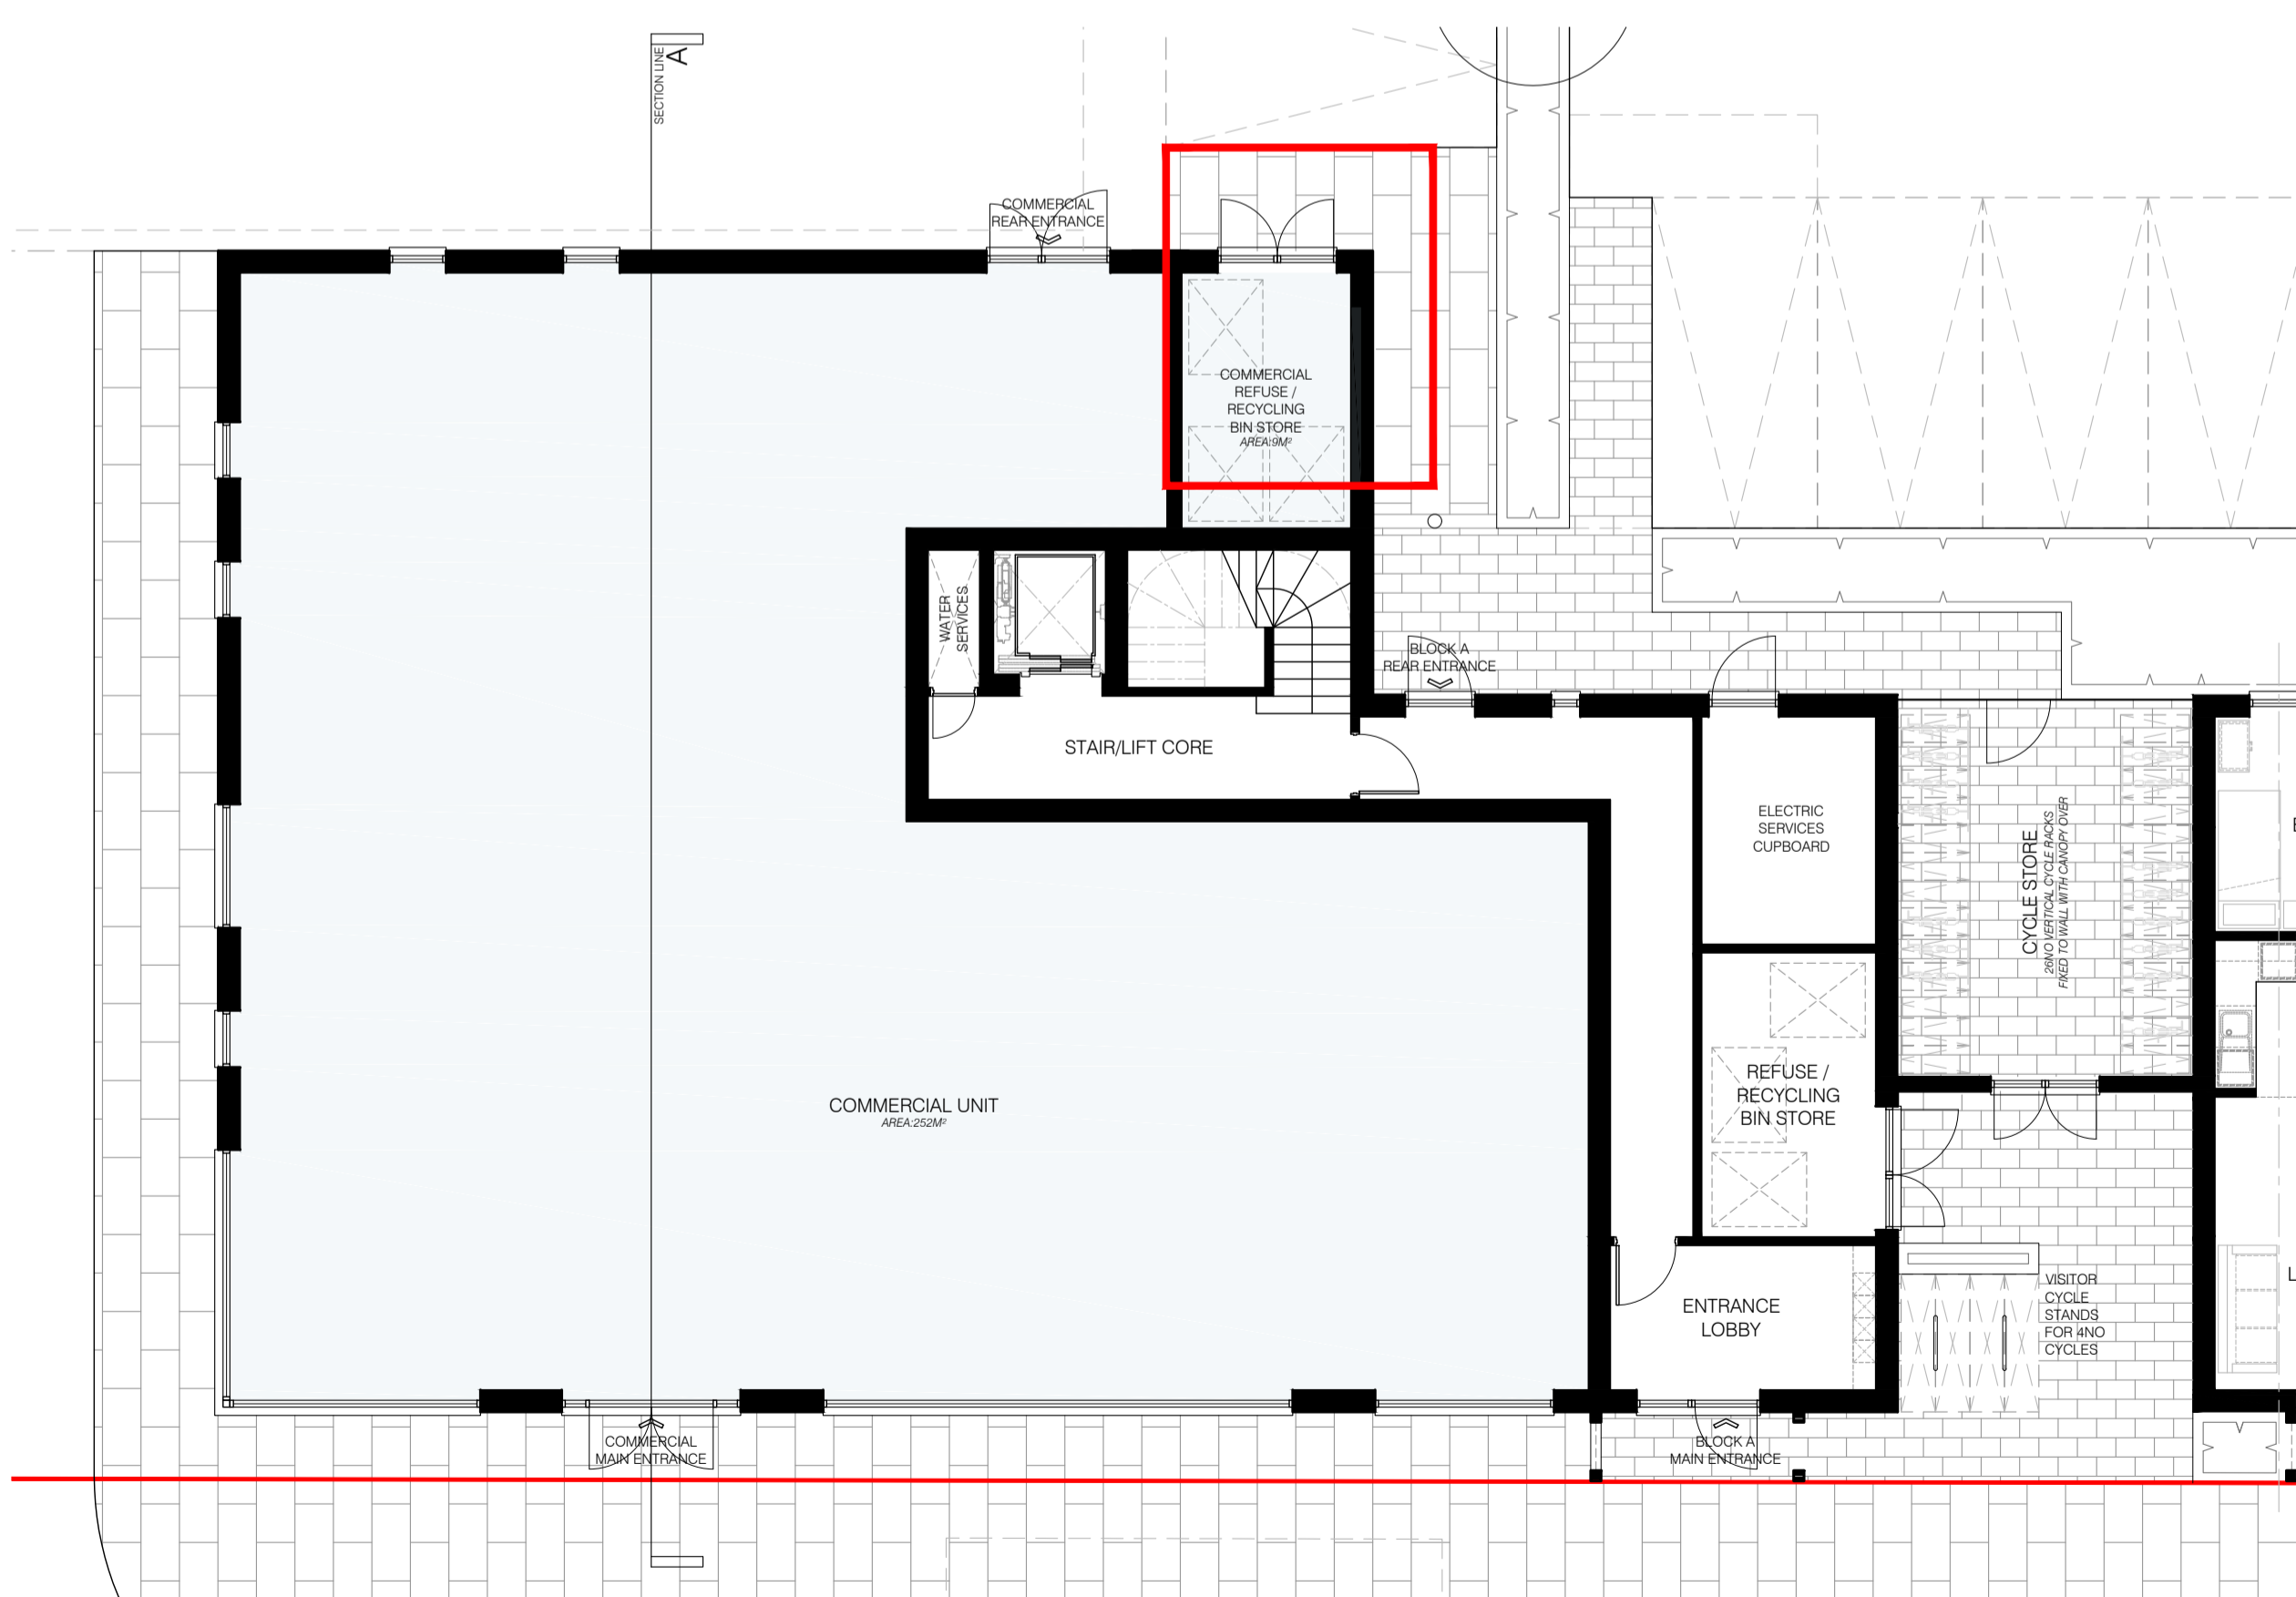 SECTION LINE
A
COMMERCIAL
REAR ENTRANCE
COMMERCIAL
REFUSE /
RECYCLING
BIN STORE
AREA:9M²
WATER
SERVICES
BLOCK A
REAR ENTRANCE
STAIR/LIFT CORE
ELECTRIC
SERVICES
CUPBOARD
CYCLE STORE
26NO VERTICAL CYCLE RACKS
FIXED TO WALL WITH CANOPY OVER
COMMERCIAL UNIT
AREA:252M²
REFUSE /
RECYCLING
BIN STORE
ENTRANCE
LOBBY
VISITOR
CYCLE
STANDS
FOR 4NO
CYCLES
COMMERCIAL
MAIN ENTRANCE
BLOCK A
MAIN ENTRANCE